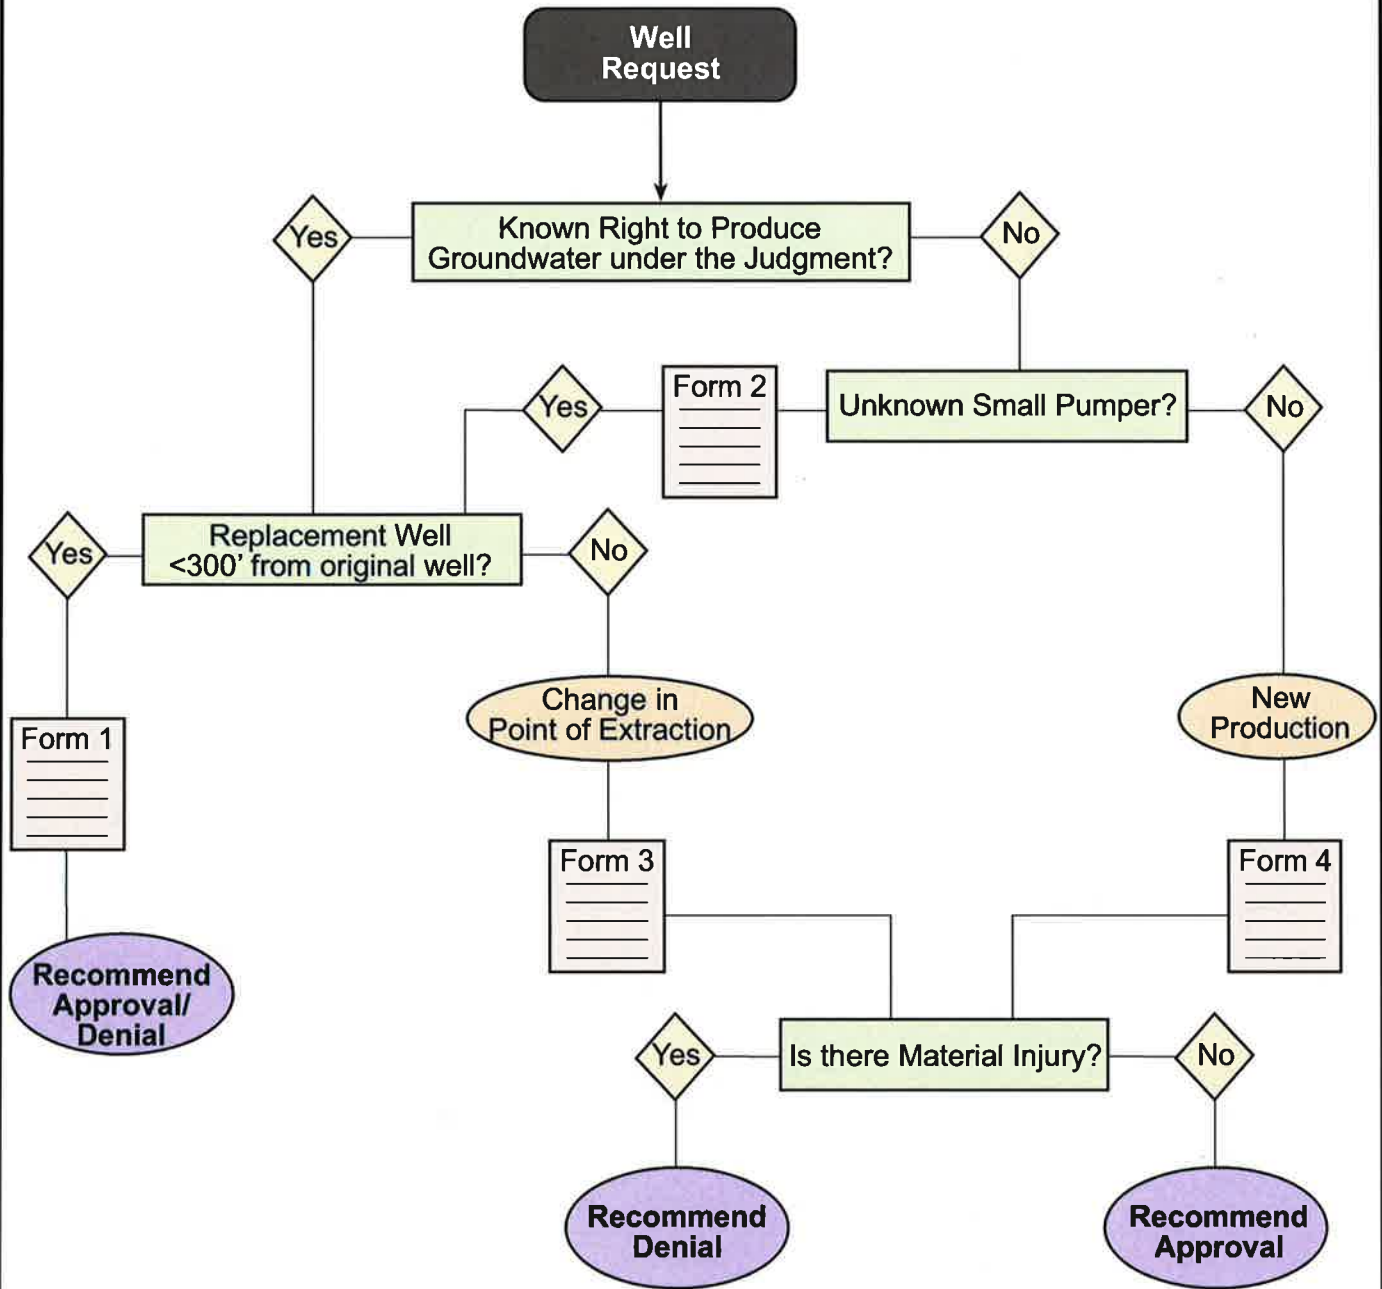 Well
Request
Yes
Known Right to Produce
Groundwater under the Judgment?
No
Yes
Form 2
Unknown Small Pumper?
No
Yes
Replacement Well
<300’ from original well?
No
Change in
Point of Extraction
New
Production
Form 1
Form 3
Form 4
Recommend
Approval/
Denial
Yes
Is there Material Injury?
No
Recommend
Denial
Recommend
Approval